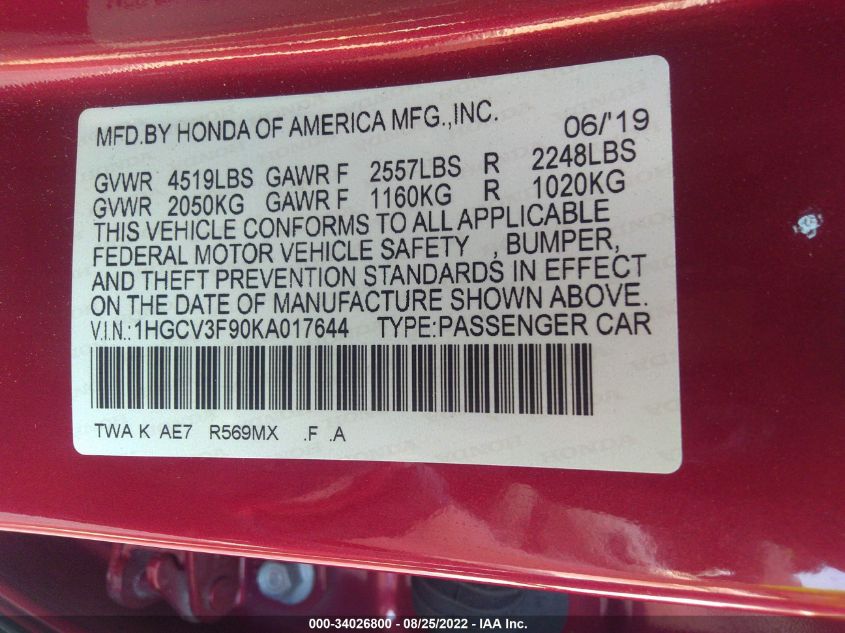 MFD.BY HONDA OF AMERICA MFG.,INC. 06/'19
GVWR 4519LBS GAWR F 2557LBS R 2248LBS
GVWR 2050KG GAWR F 1160KG R 1020KG
THIS VEHICLE CONFORMS TO ALL APPLICABLE
FEDERAL MOTOR VEHICLE SAFETY , BUMPER,
AND THEFT PREVENTION STANDARDS IN EFFECT
ON THE DATE OF MANUFACTURE SHOWN ABOVE.
V.I.N.:1HGCV3F90KA017644 TYPE:PASSENGER CAR
TWA K AE7 R569MX .F .A
000-34026800 - 08/25/2022 - IAA Inc.